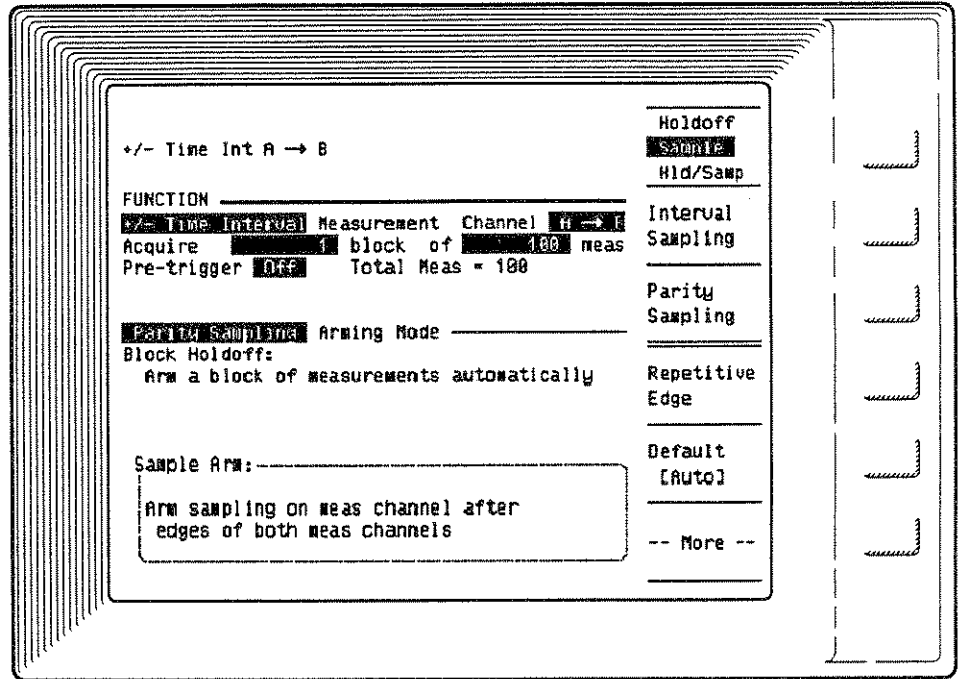 +/- Time Int A → B
FUNCTION
+/- Time Interval Measurement Channel A → B
Acquire 1 block of 100 meas
Pre-trigger Off Total Meas = 100
Parity Sampling Arming Mode
Block Holdoff:
Arm a block of measurements automatically
Sample Arm:
Arm sampling on meas channel after
edges of both meas channels
Holdoff
Sample
Hld/Samp
Interval
Sampling
Parity
Sampling
Repetitive
Edge
Default
[Auto]
-- More --